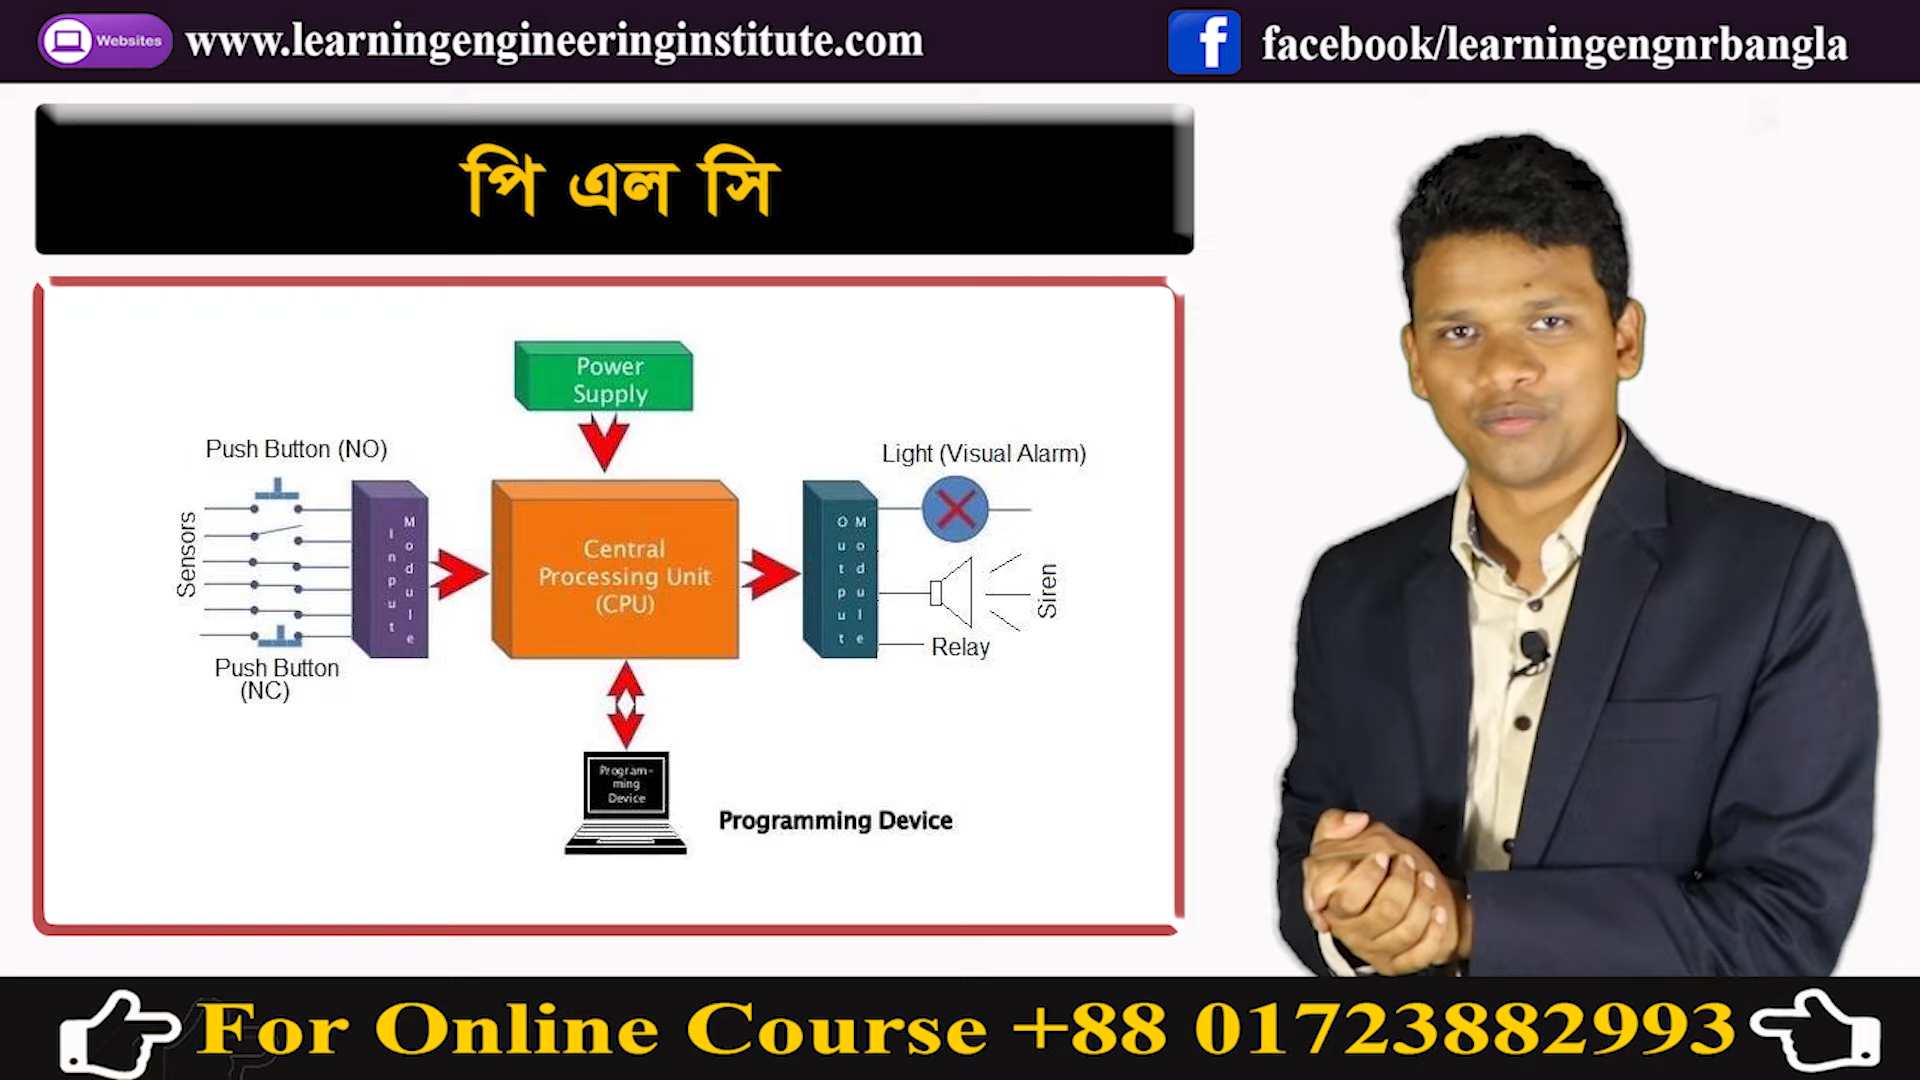 Websites www.learningengineeringinstitute.com
facebook/learningengnrbangla
পি এল সি
Power
Supply
Push Button (NO)
Light (Visual Alarm)
Sensors
Input
Module
Central
Processing Unit
(CPU)
Output
Module
Siren
Relay
Push Button
(NC)
Program-
ming
Device
Programming Device
For Online Course +88 01723882993